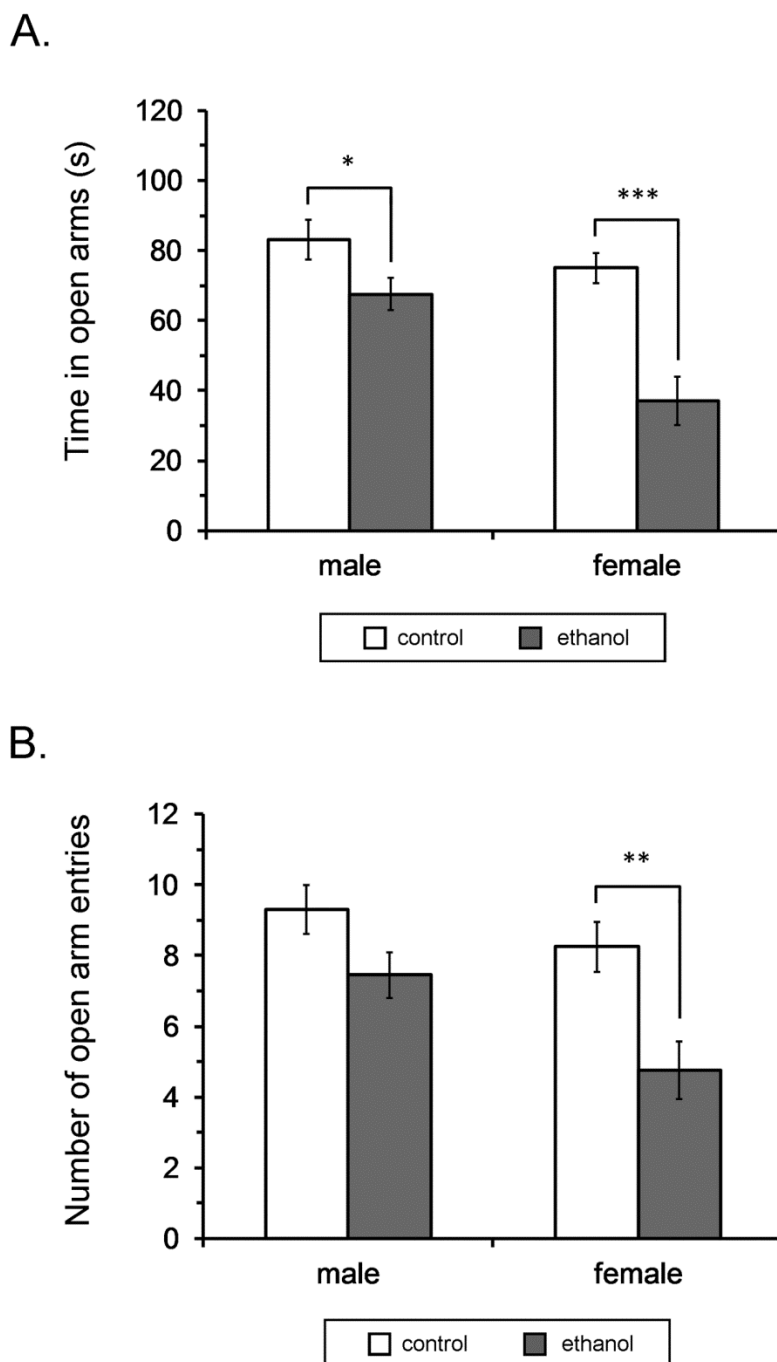 A.
Time in open arms (s)
120
100
80
60
40
20
0
*
***
male female
control ethanol
B.
Number of open arm entries
12
10
8
6
4
2
0
**
male female
control ethanol